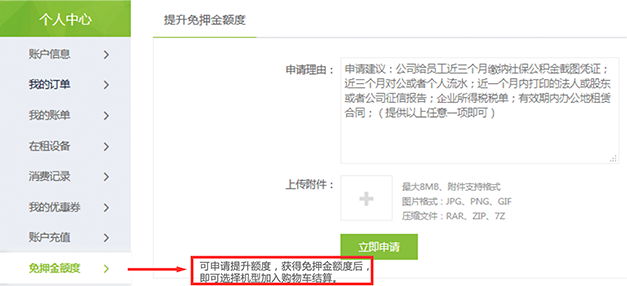 个人中心
账户信息
我的订单
我的账单
在租设备
消费记录
我的优惠券
账户充值
免押金额度
提升免押金额度
申请理由：
申请建议：公司给员工近三个月缴纳社保公积金截图凭证；
近三个月对公或者个人流水；近一个月内打印的法人或股东
或者公司征信报告；企业所得税税单；有效期内办公地租赁
合同；（提供以上任意一项即可）
上传附件：
最大8MB、附件支持格式
图片格式：JPG、PNG、GIF
压缩文件：RAR、ZIP、7Z
立即申请
可申请提升额度，获得免押金额度后，
即可选择机型加入购物车结算。